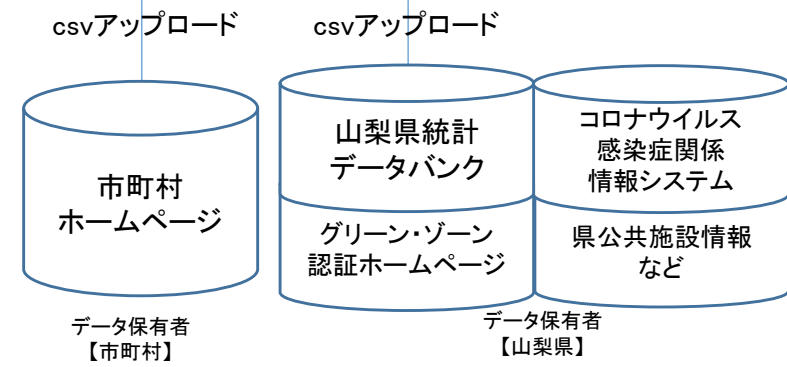 csvアップロード
csvアップロード
市町村
ホームページ
山梨県統計
データバンク
コロナウイルス
感染症関係
情報システム
グリーン・ゾーン
認証ホームページ
県公共施設情報
など
データ保有者
【市町村】
データ保有者
【山梨県】